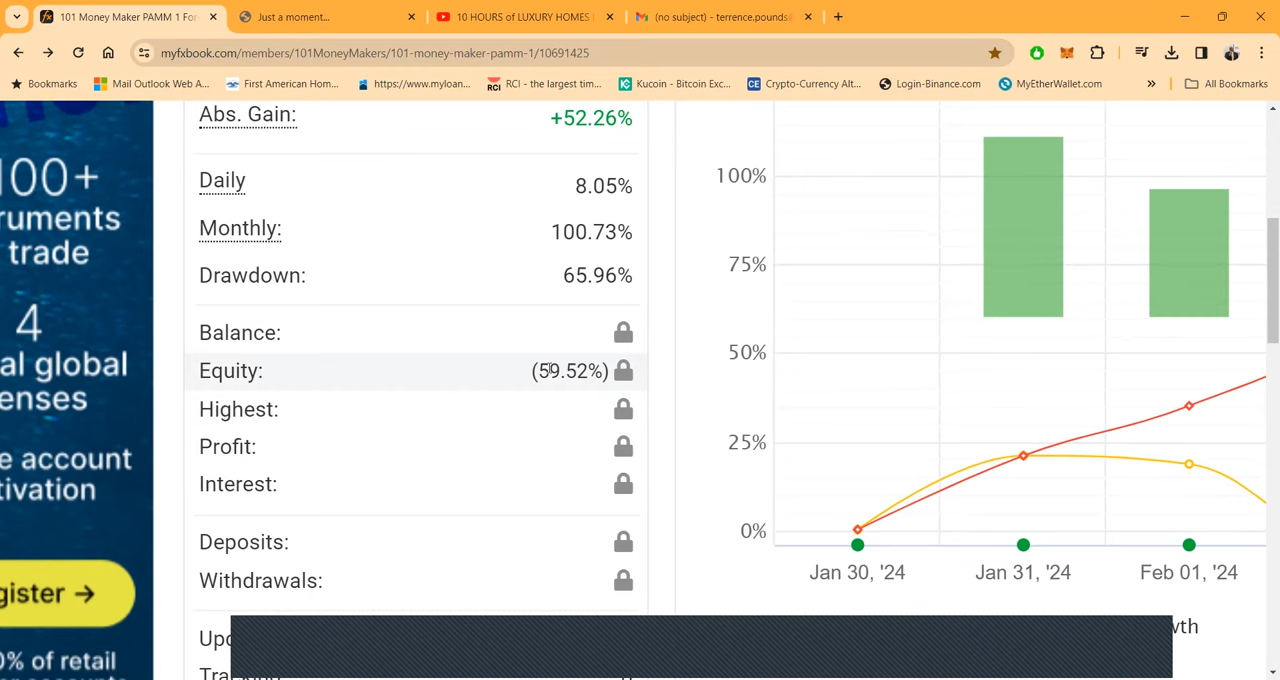 101 Money Maker PAMM 1 For
Just a moment...
10 HOURS of LUXURY HOMES
(no subject) - terrence.pounds
myfxbook.com/members/101MoneyMakers/101-money-maker-pamm-1/10691425
Bookmarks
Mail Outlook Web A...
First American Hom...
https://www.myloan...
RCI - the largest tim...
Kucoin - Bitcoin Exc...
Crypto-Currency Alt...
Login-Binance.com
MyEtherWallet.com
All Bookmarks
100+
truments
trade
4
al global
enses
e account
tivation
gister →
0% of retail
Abs. Gain: +52.26%
Daily 8.05%
Monthly: 100.73%
Drawdown: 65.96%
Balance:
Equity: (59.52%)
Highest:
Profit:
Interest:
Deposits:
Withdrawals:
100%
75%
50%
25%
0%
Jan 30, '24
Jan 31, '24
Feb 01, '24
wth